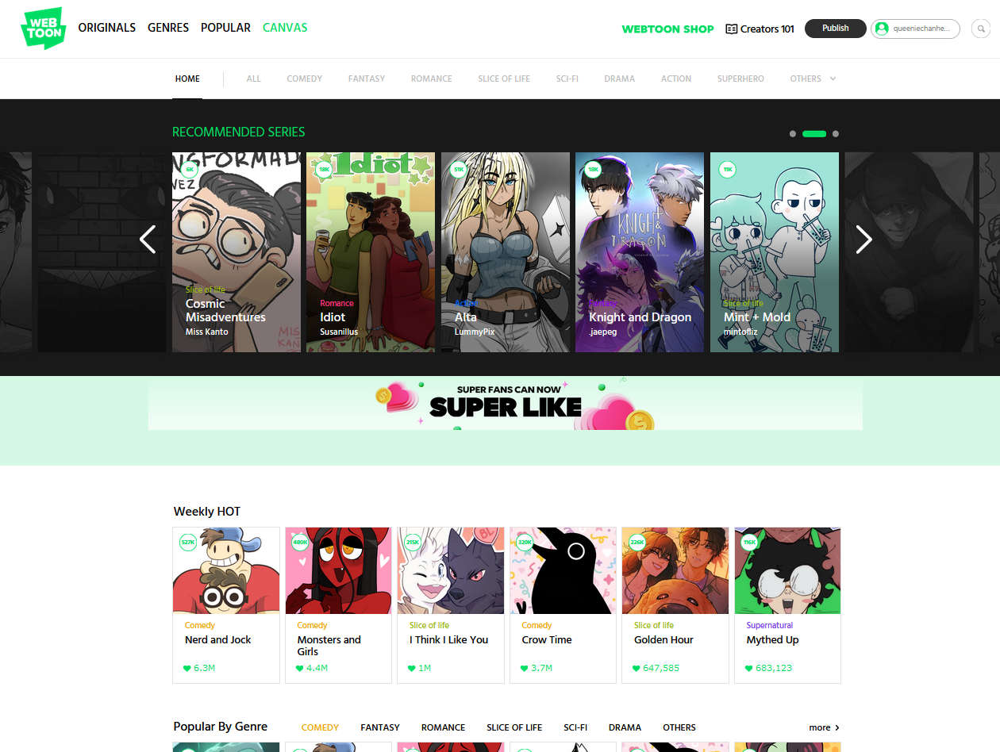 WEB
TOON
ORIGINALS GENRES POPULAR CANVAS
WEBTOON SHOP Creators 101 Publish queeniechanhe...
HOME ALL COMEDY FANTASY ROMANCE SLICE OF LIFE SCI-FI DRAMA ACTION SUPERHERO OTHERS
RECOMMENDED SERIES
6K
Slice of life
Cosmic
Misadventures
Miss Kanto
18K
Idiot
Romance
Idiot
Susanillus
51K
Action
Alta
LummyPix
18K
KNIGHT &
DRAGON
Fantasy
Knight and Dragon
.jaepeg
11K
Slice of life
Mint + Mold
mintofliz
SUPER FANS CAN NOW
SUPER LIKE
Weekly HOT
527K
Comedy
Nerd and Jock
6.3M
480K
Comedy
Monsters and
Girls
4.4M
215K
BL
Slice of life
I Think I Like You
1M
320K
Comedy
Crow Time
3.7M
226K
Slice of life
Golden Hour
647,585
116K
Supernatural
Mythed Up
683,123
Popular By Genre COMEDY FANTASY ROMANCE SLICE OF LIFE SCI-FI DRAMA OTHERS more